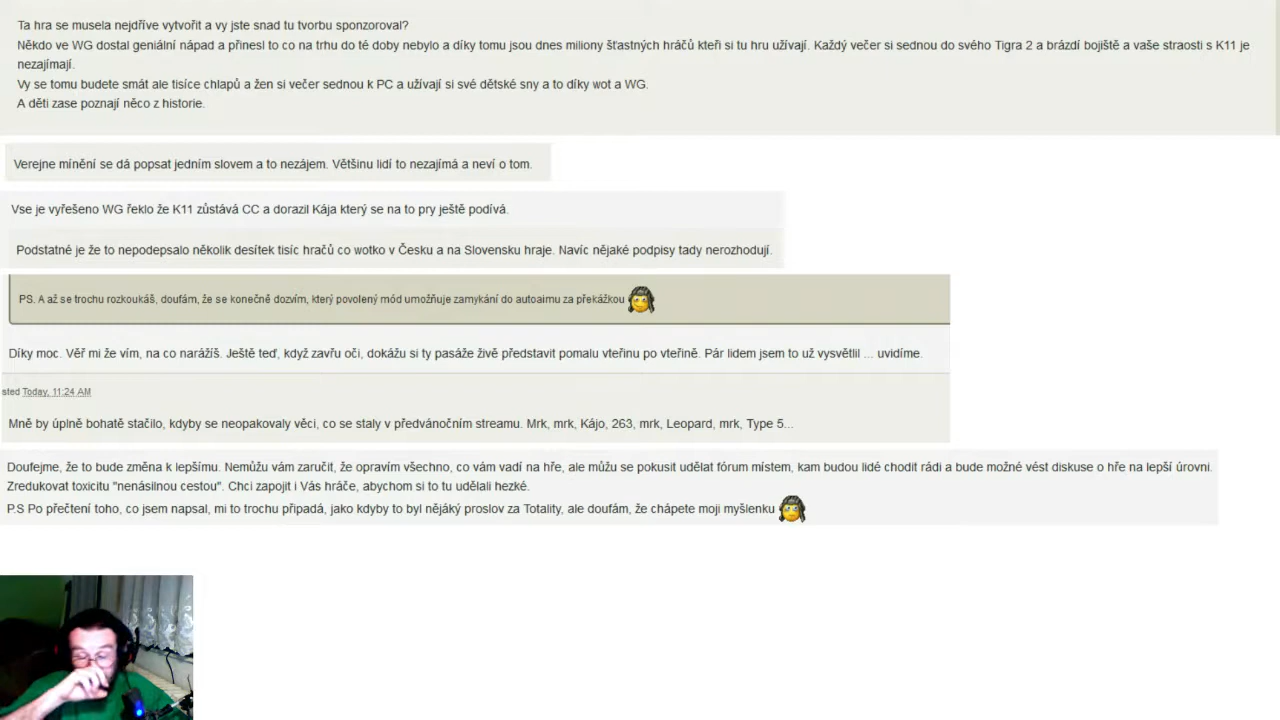 Ta hra se musela nejdříve vytvořit a vy jste snad tu tvorbu sponzoroval?
Někdo ve WG dostal geniální nápad a přinesl to co na trhu do té doby nebylo a díky tomu jsou dnes miliony šťastných hráčů kteři si tu hru užívají. Každý večer si sednou do svého Tigra 2 a brázdí bojiště a vaše straosti s K11 je
nezajímají.
Vy se tomu budete smát ale tisíce chlapů a žen si večer sednou k PC a užívají si své dětské sny a to díky wot a WG.
A děti zase poznají něco z historie.
Verejne mínění se dá popsat jedním slovem a to nezájem. Většinu lidí to nezajímá a neví o tom.
Vse je vyřešeno WG řeklo že K11 zůstává CC a dorazil Kája který se na to pry ještě podívá.
Podstatné je že to nepodepsalo několik desítek tisíc hračů co wotko v Česku a na Slovensku hraje. Navíc nějaké podpisy tady nerozhodují.
PS. A až se trochu rozkoukáš, doufám, že se konečně dozvím, který povolený mód umožňuje zamykání do autoaimu za překážkou
Díky moc. Věř mi že vím, na co narážíš. Ještě teď, když zavřu oči, dokážu si ty pasáže živě představit pomalu vteřinu po vteřině. Pár lidem jsem to už vysvětlil ... uvidíme.
sted Today, 11:24 AM
Mně by úplně bohatě stačilo, kdyby se neopakovaly věci, co se staly v předvánočním streamu. Mrk, mrk, Kájo, 263, mrk, Leopard, mrk, Type 5...
Doufejme, že to bude změna k lepšímu. Nemůžu vám zaručit, že opravím všechno, co vám vadí na hře, ale můžu se pokusit udělat fórum místem, kam budou lidé chodit rádi a bude možné vést diskuse o hře na lepší úrovni.
Zredukovat toxicitu "nenásilnou cestou". Chci zapojit i Vás hráče, abychom si to tu udělali hezké.
P.S Po přečtení toho, co jsem napsal, mi to trochu připadá, jako kdyby to byl nějáký proslov za Totality, ale doufám, že chápete moji myšlenku